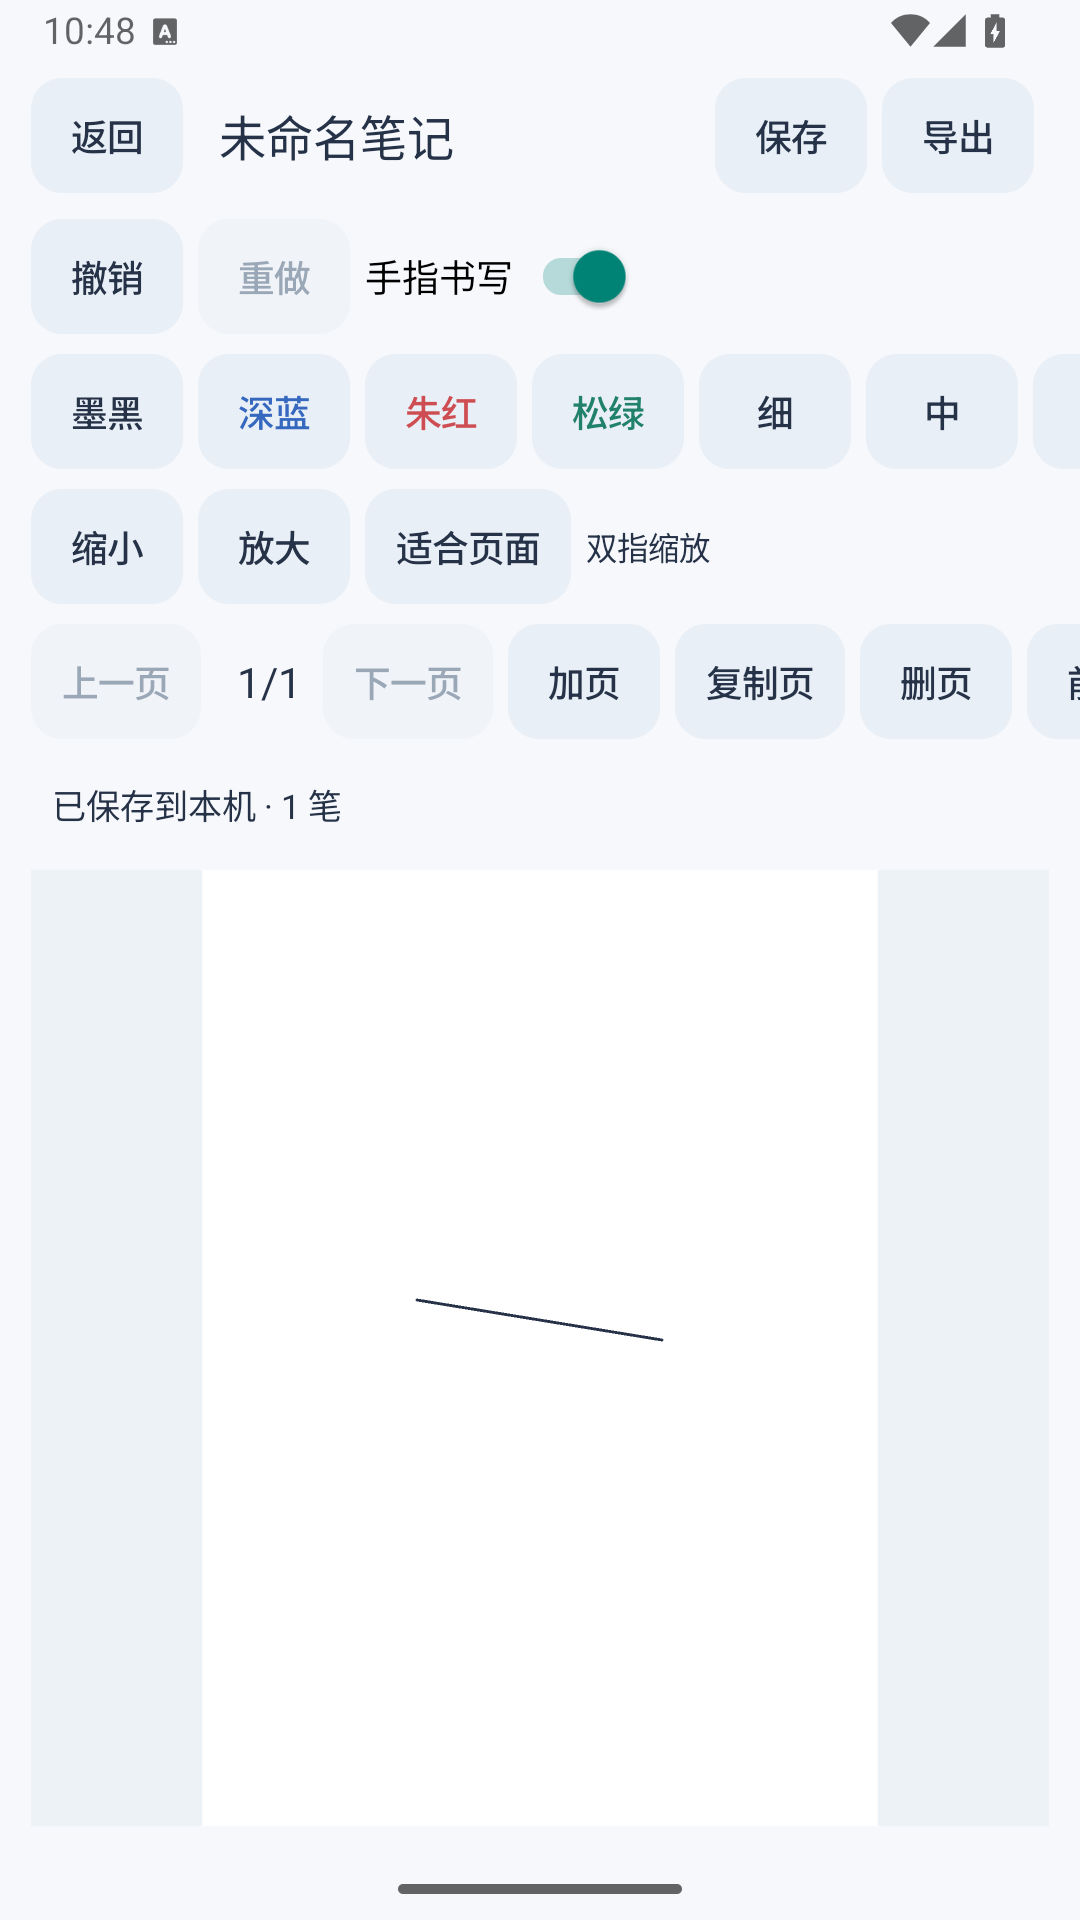 10:48
返回 未命名笔记 保存 导出
撤销 重做 手指书写
墨黑 深蓝 朱红 松绿 细 中
缩小 放大 适合页面 双指缩放
上一页 1/1 下一页 加页 复制页 删页
已保存到本机 · 1 笔